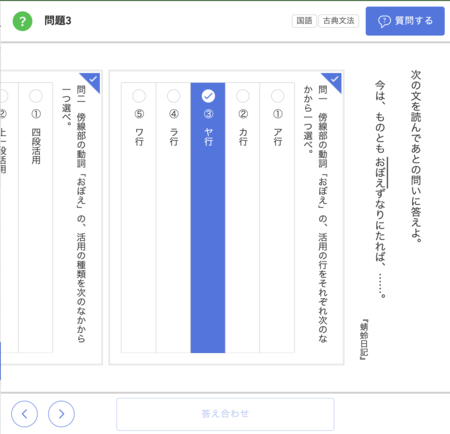 ?
問題3
国語
古典文法
質問する
次の文を読んであとの問いに答えよ。
今は、ものともおぼえずなりにたれば、……。
『蜻蛉日記』
問一 傍線部の動詞「おぼえ」の、活用の行をそれぞれ次のな
かから一つ選べ。
① ア行
② カ行
③ ヤ行
④ ラ行
⑤ ワ行
問二 傍線部の動詞「おぼえ」の、活用の種類を次のなかから
一つ選べ。
① 四段活用
② 上一段活用
答え合わせ